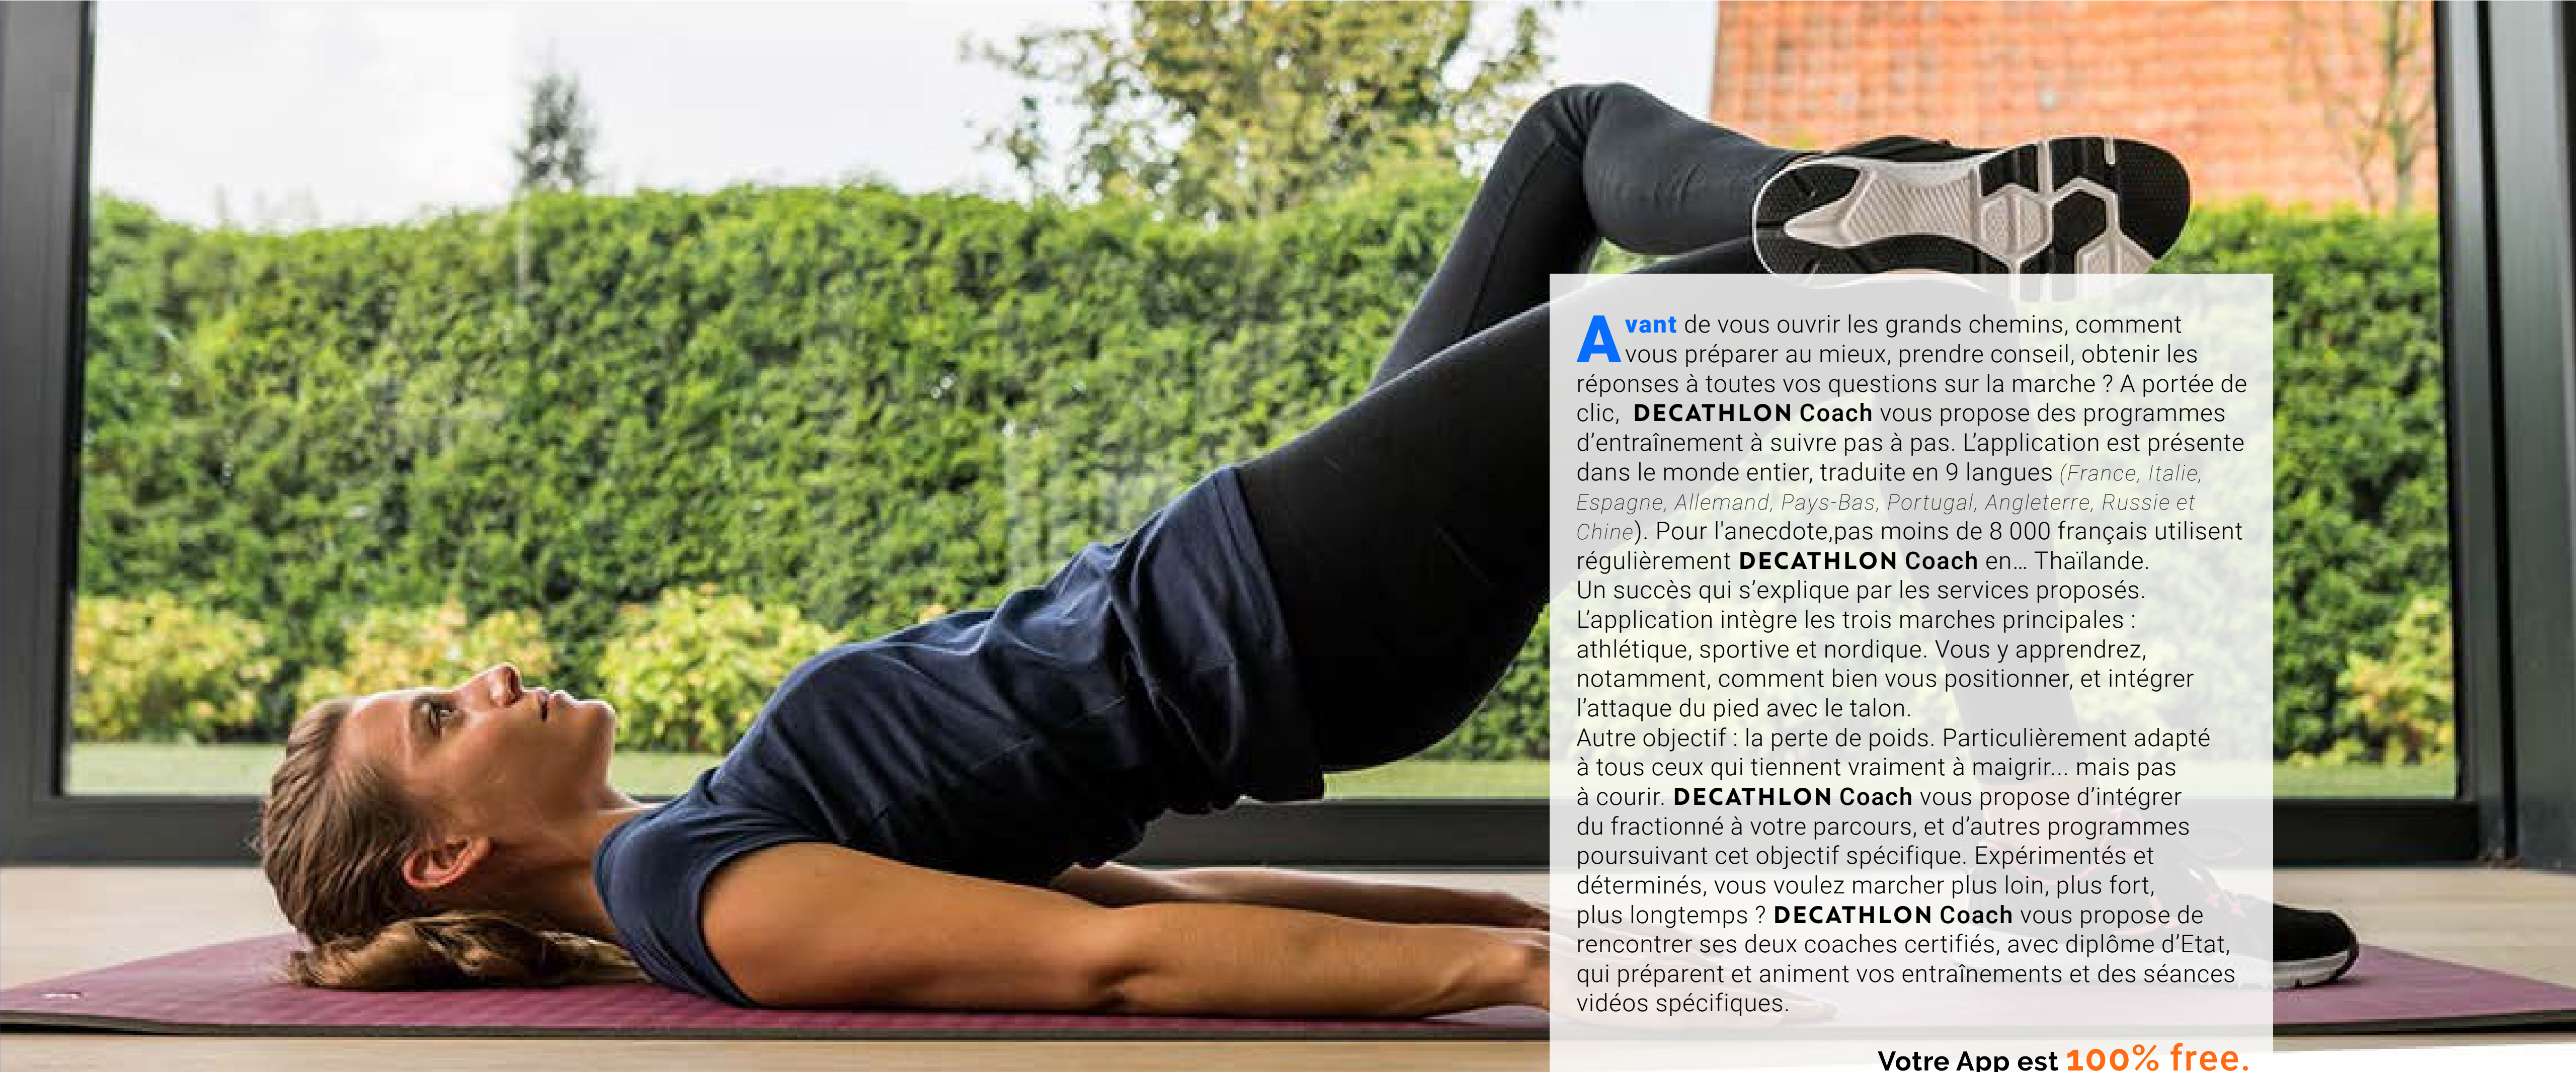 Avant de vous ouvrir les grands chemins, comment
vous préparer au mieux, prendre conseil, obtenir les
réponses à toutes vos questions sur la marche ? A portée de
clic, DECATHLON Coach vous propose des programmes
d’entraînement à suivre pas à pas. L’application est présente
dans le monde entier, traduite en 9 langues (France, Italie,
Espagne, Allemand, Pays-Bas, Portugal, Angleterre, Russie et
Chine). Pour l'anecdote,pas moins de 8 000 français utilisent
régulièrement DECATHLON Coach en… Thaïlande.
Un succès qui s’explique par les services proposés.
L’application intègre les trois marches principales :
athlétique, sportive et nordique. Vous y apprendrez,
notamment, comment bien vous positionner, et intégrer
l’attaque du pied avec le talon.
Autre objectif : la perte de poids. Particulièrement adapté
à tous ceux qui tiennent vraiment à maigrir... mais pas
à courir. DECATHLON Coach vous propose d’intégrer
du fractionné à votre parcours, et d’autres programmes
poursuivant cet objectif spécifique. Expérimentés et
déterminés, vous voulez marcher plus loin, plus fort,
plus longtemps ? DECATHLON Coach vous propose de
rencontrer ses deux coaches certifiés, avec diplôme d’Etat,
qui préparent et animent vos entraînements et des séances
vidéos spécifiques.
Votre App est 100% free.